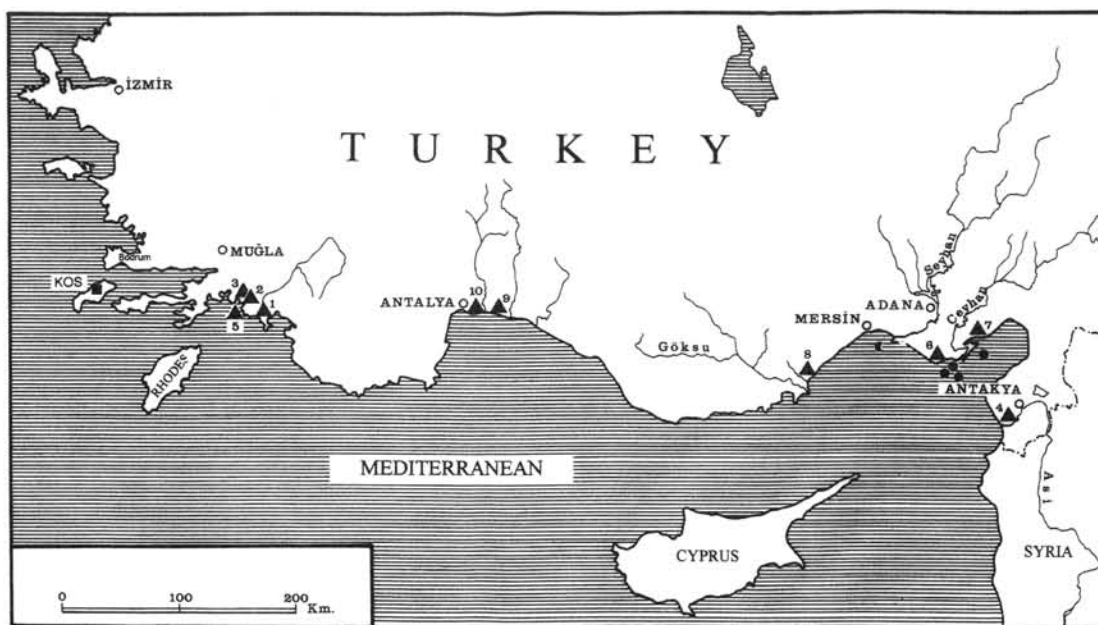 İZMİR
T U R K E Y
Bodrum
MUĞLA
KOS
3
2
1
5
RHODES
ANTALYA
10
9
Göksu
MERSİN
ADANA
Seyhan
Ceyhan
8
6
7
ANTAKYA
4
Asi
MEDITERRANEAN
CYPRUS
SYRIA
0 100 200 Km.